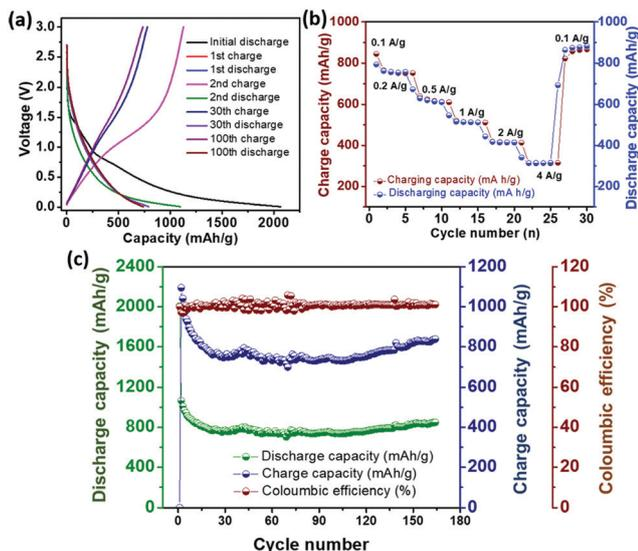 (a)
3.0
2.5
2.0
1.5
1.0
0.5
0.0
Voltage (V)
Initial discharge
1st charge
1st discharge
2nd charge
2nd discharge
30th charge
30th discharge
100th charge
100th discharge
0 500 1000 1500 2000
Capacity (mAh/g)
(b)
1000
800
600
400
200
Charge capacity (mAh/g)
0.1 A/g
0.2 A/g
0.5 A/g
1 A/g
2 A/g
4 A/g
0.1 A/g
Charging capacity (mA h/g)
Discharging capacity (mA h/g)
1000
800
600
400
200
Discharge capacity (mAh/g)
0 5 10 15 20 25 30
Cycle number (n)
(c)
2400
2000
1600
1200
800
400
0
Discharge capacity (mAh/g)
Discharge capacity (mAh/g)
Charge capacity (mAh/g)
Coloumbic efficiency (%)
1200
1000
800
600
400
200
0
Charge capacity (mAh/g)
120
100
80
60
40
20
0
Coloumbic efficiency (%)
0 30 60 90 120 150 180
Cycle number